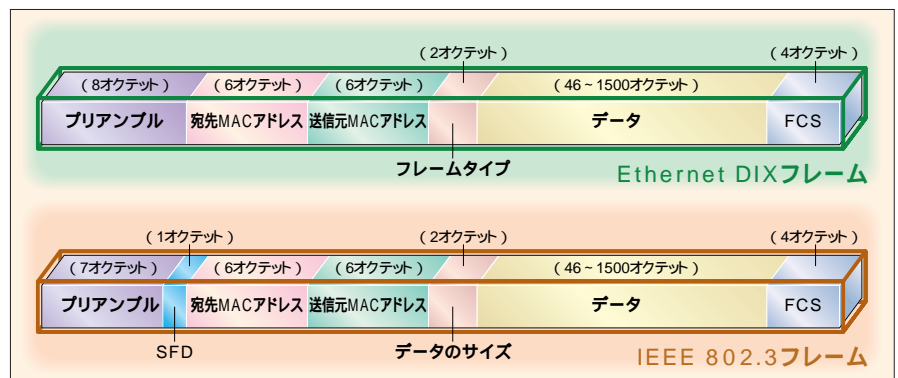 （2オクテット） （4オクテット）
（8オクテット） （6オクテット） （6オクテット） （46～1500オクテット）
プリアンブル 宛先MACアドレス 送信元MACアドレス データ FCS
フレームタイプ
Ethernet DIXフレーム
（1オクテット） （2オクテット） （4オクテット）
（7オクテット） （6オクテット） （6オクテット） （46～1500オクテット）
プリアンブル 宛先MACアドレス 送信元MACアドレス データ FCS
SFD データのサイズ
IEEE 802.3フレーム